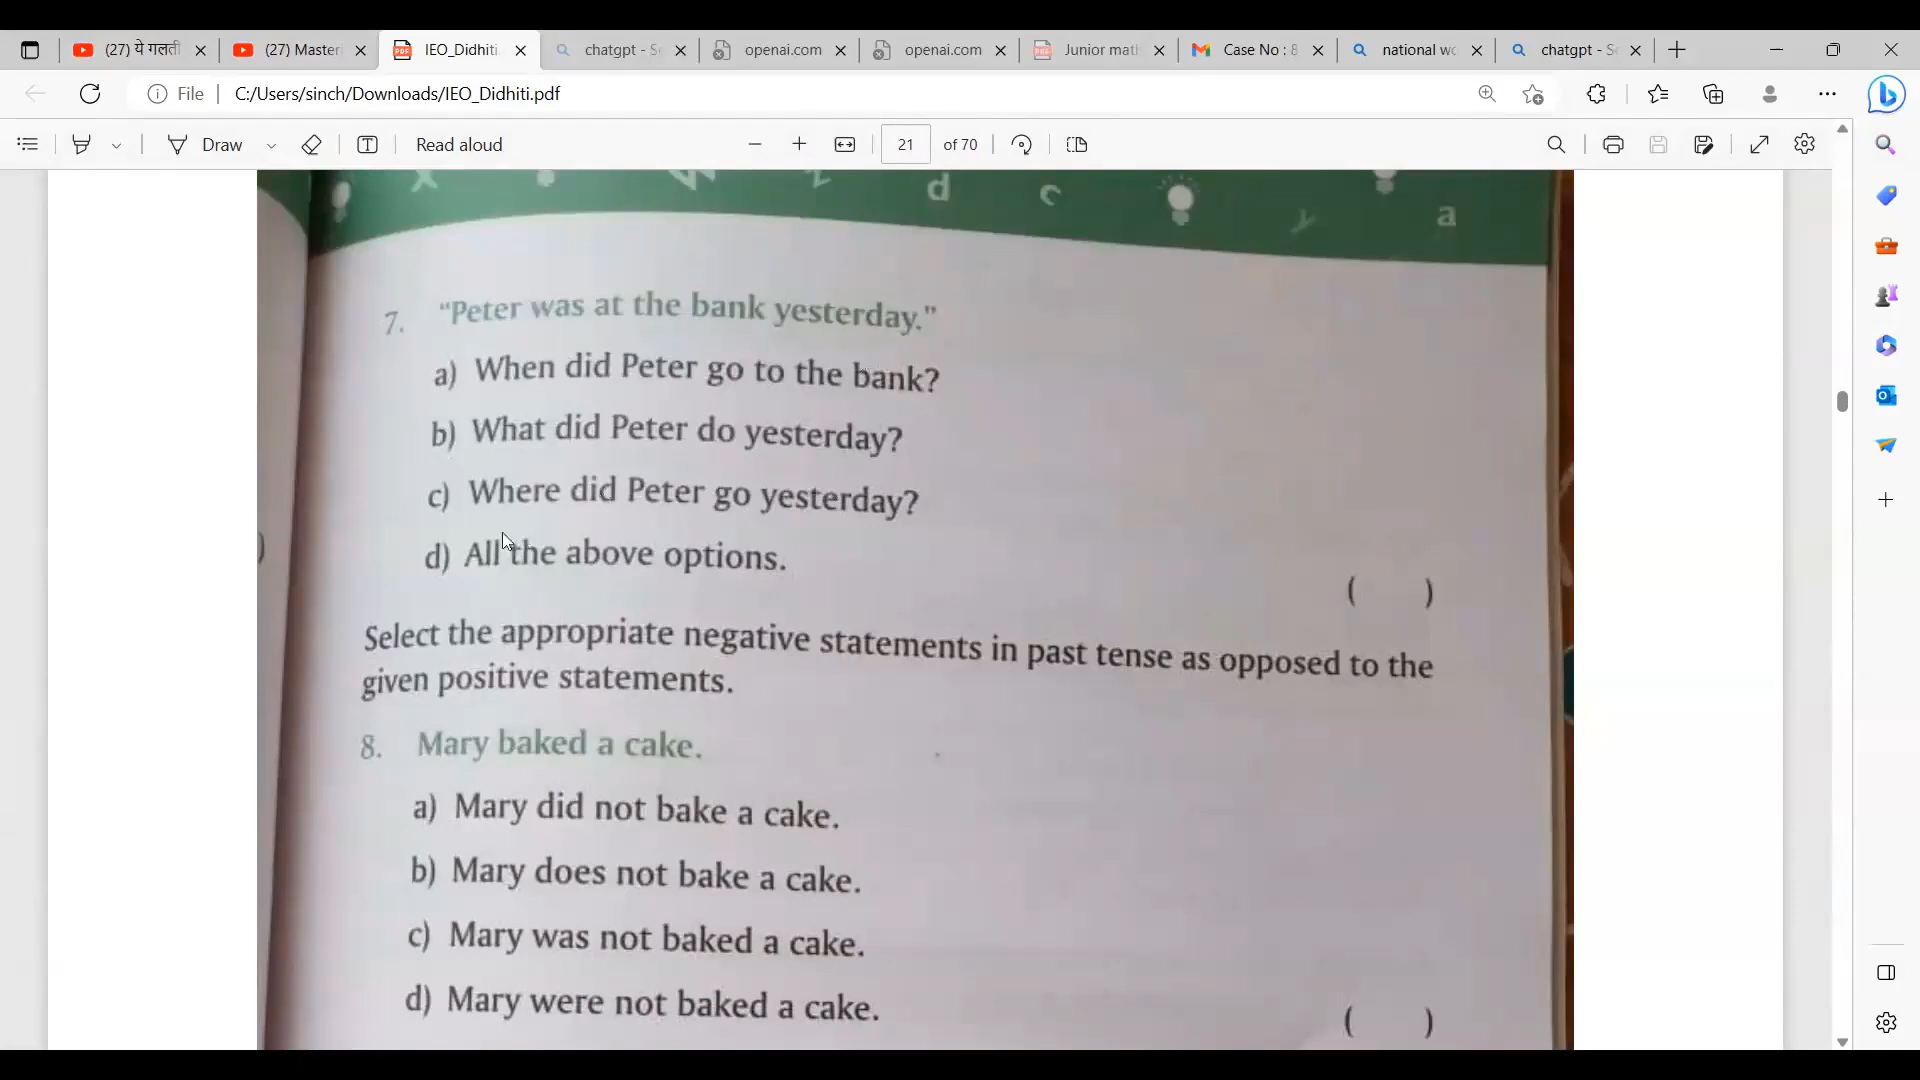 (27) ये गलती
(27) Master
IEO_Didhiti.
chatgpt - S
openai.com
openai.com
Junior mat
Case No : 8
national wo
chatgpt - S
File
C:/Users/sinch/Downloads/IEO_Didhiti.pdf
Draw
Read aloud
21
of 70
x
w
z
d
c
y
a
7. “Peter was at the bank yesterday.”
a) When did Peter go to the bank?
b) What did Peter do yesterday?
c) Where did Peter go yesterday?
d) All the above options.
( )
Select the appropriate negative statements in past tense as opposed to the
given positive statements.
8. Mary baked a cake.
a) Mary did not bake a cake.
b) Mary does not bake a cake.
c) Mary was not baked a cake.
d) Mary were not baked a cake.
( )